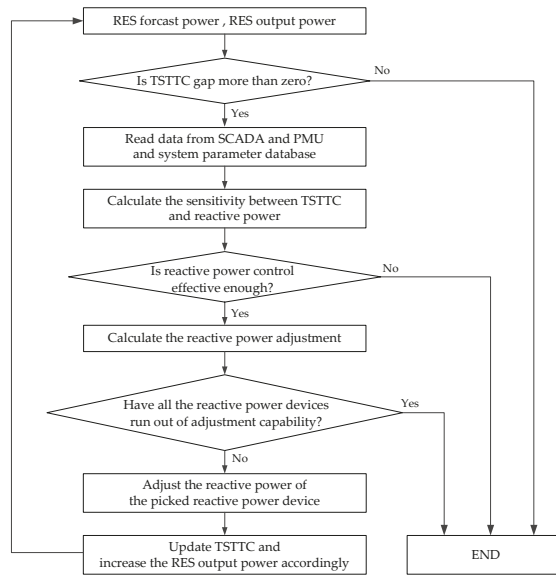 RES forcast power , RES output power
Is TSTTC gap more than zero?
No
Yes
Read data from SCADA and PMU
and system parameter database
Calculate the sensitivity between TSTTC
and reactive power
Is reactive power control
effective enough?
No
Yes
Calculate the reactive power adjustment
Have all the reactive power devices
run out of adjustment capability?
Yes
No
Adjust the reactive power of
the picked reactive power device
Update TSTTC and
increase the RES output power accordingly
END